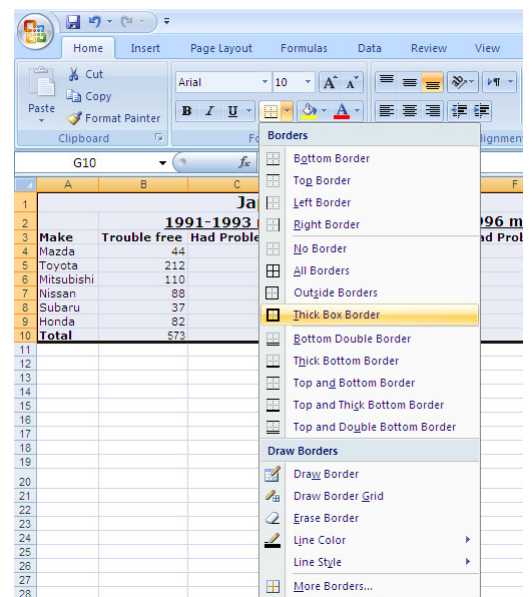 Home Insert Page Layout Formulas Data Review View
Paste
Cut
Copy
Format Painter
Clipboard
Arial 10 A A
B I U A
Fo
lignmen
G10 fx
Borders
Bottom Border
Top Border
Left Border
Right Border
No Border
All Borders
Outside Borders
Thick Box Border
Bottom Double Border
Thick Bottom Border
Top and Bottom Border
Top and Thick Bottom Border
Top and Double Bottom Border
Draw Borders
Draw Border
Draw Border Grid
Erase Border
Line Color
Line Style
More Borders...
A B C F
1 Ja
2 1991-1993 996 m
3 Make Trouble free Had Proble ad Prob
4 Mazda 44
5 Toyota 212
6 Mitsubishi 110
7 Nissan 88
8 Subaru 37
9 Honda 82
10 Total 573
11
12
13
14
15
16
17
18
19
20
21
22
23
24
25
26
27
28